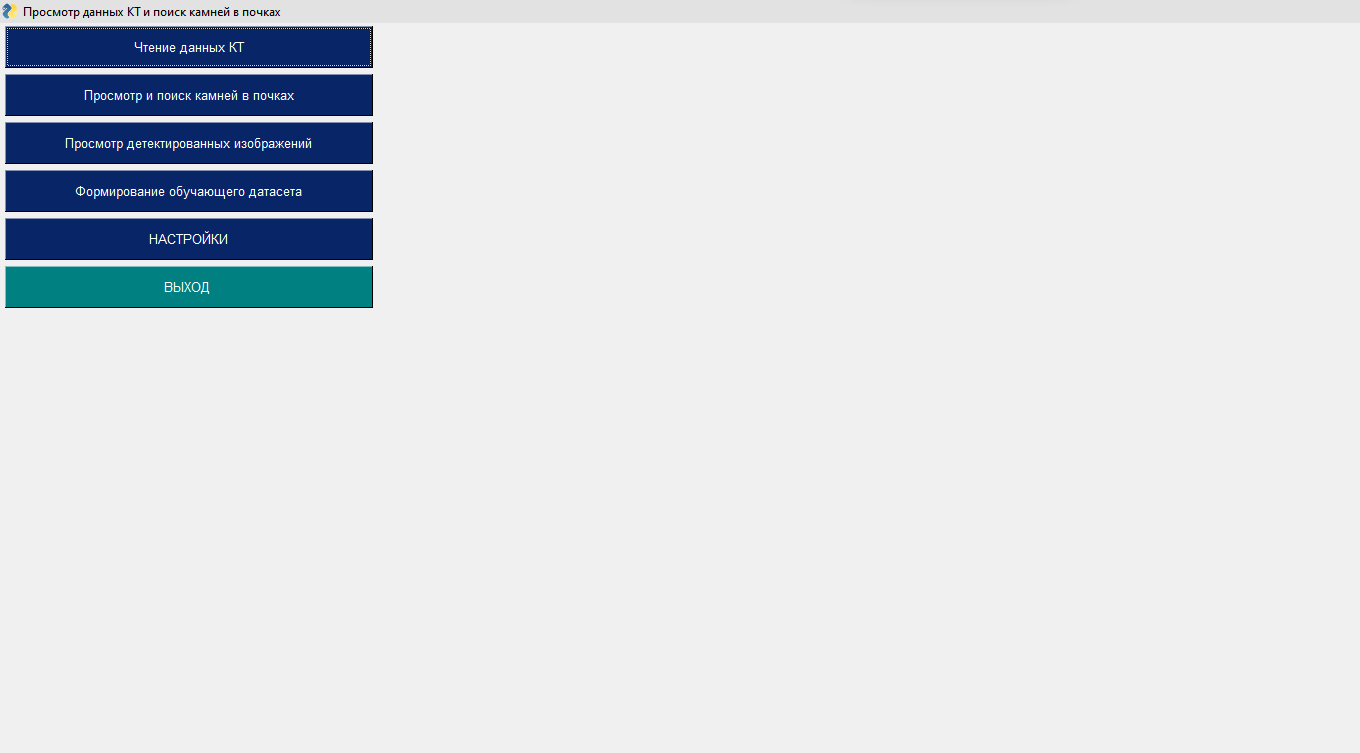 Просмотр данных КТ и поиск камней в почках
Чтение данных КТ
Просмотр и поиск камней в почках
Просмотр детектированных изображений
Формирование обучающего датасета
НАСТРОЙКИ
ВЫХОД